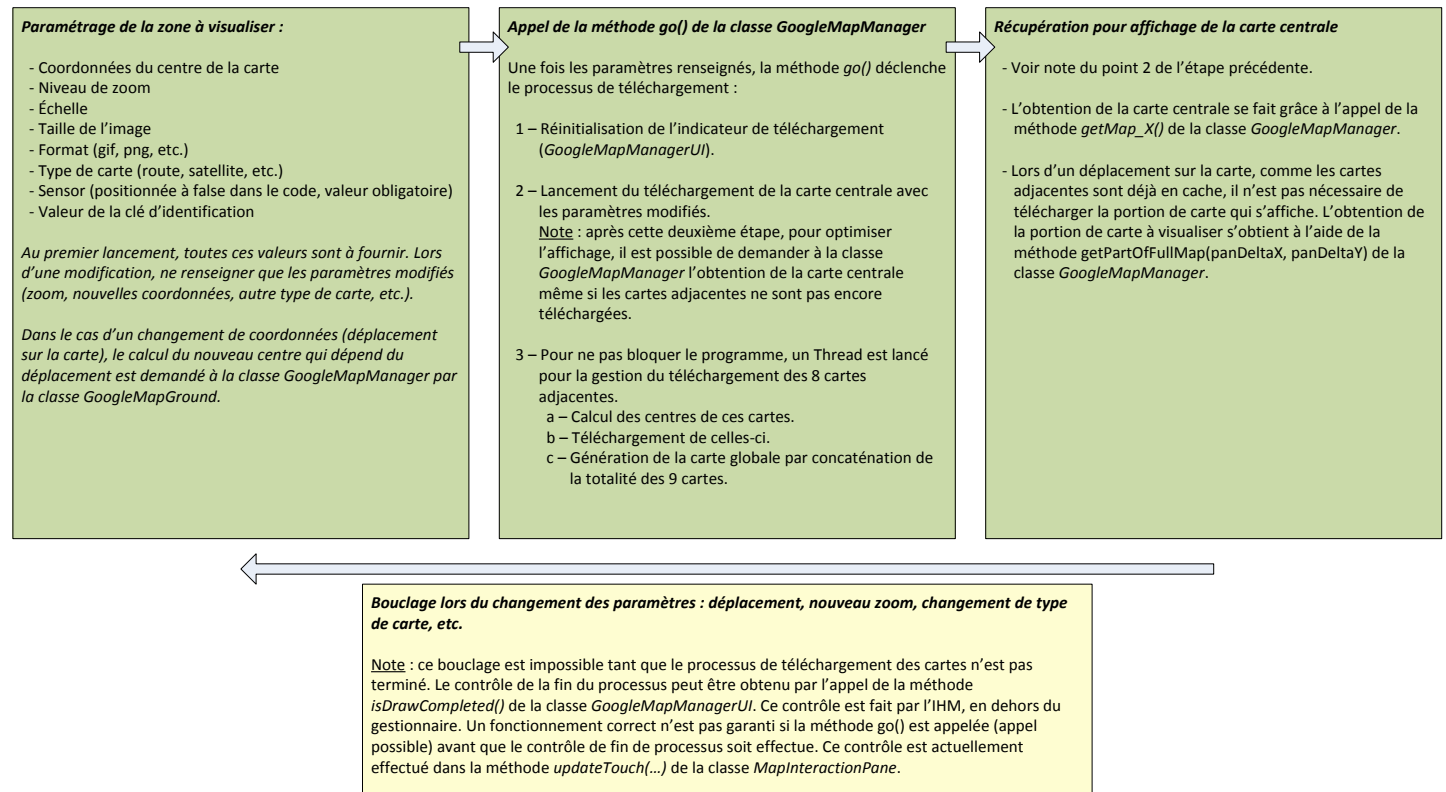 Paramétrage de la zone à visualiser :
- Coordonnées du centre de la carte
- Niveau de zoom
- Échelle
- Taille de l'image
- Format (gif, png, etc.)
- Type de carte (route, satellite, etc.)
- Sensor (positionnée à false dans le code, valeur obligatoire)
- Valeur de la clé d'identification
Au premier lancement, toutes ces valeurs sont à fournir. Lors
d'une modification, ne renseigner que les paramètres modifiés
(zoom, nouvelles coordonnées, autre type de carte, etc.).
Dans le cas d'un changement de coordonnées (déplacement
sur la carte), le calcul du nouveau centre qui dépend du
déplacement est demandé à la classe GoogleMapManager par
la classe GoogleMapGround.
Appel de la méthode go() de la classe GoogleMapManager
Une fois les paramètres renseignés, la méthode go() déclenche
le processus de téléchargement :
1 – Réinitialisation de l'indicateur de téléchargement
(GoogleMapManagerUI).
2 – Lancement du téléchargement de la carte centrale avec
les paramètres modifiés.
Note : après cette deuxième étape, pour optimiser
l'affichage, il est possible de demander à la classe
GoogleMapManager l'obtention de la carte centrale
même si les cartes adjacentes ne sont pas encore
téléchargées.
3 – Pour ne pas bloquer le programme, un Thread est lancé
pour la gestion du téléchargement des 8 cartes
adjacentes.
a – Calcul des centres de ces cartes.
b – Téléchargement de celles-ci.
c – Génération de la carte globale par concaténation de
la totalité des 9 cartes.
Récupération pour affichage de la carte centrale
- Voir note du point 2 de l'étape précédente.
- L'obtention de la carte centrale se fait grâce à l'appel de la
méthode getMap_X() de la classe GoogleMapManager.
- Lors d'un déplacement sur la carte, comme les cartes
adjacentes sont déjà en cache, il n'est pas nécessaire de
télécharger la portion de carte qui s'affiche. L'obtention de
la portion de carte à visualiser s'obtient à l'aide de la
méthode getPartOfFullMap(panDeltaX, panDeltaY) de la
classe GoogleMapManager.
Bouclage lors du changement des paramètres : déplacement, nouveau zoom, changement de type
de carte, etc.
Note : ce bouclage est impossible tant que le processus de téléchargement des cartes n'est pas
terminé. Le contrôle de la fin du processus peut être obtenu par l'appel de la méthode
isDrawCompleted() de la classe GoogleMapManagerUI. Ce contrôle est fait par l'IHM, en dehors du
gestionnaire. Un fonctionnement correct n'est pas garanti si la méthode go() est appelée (appel
possible) avant que le contrôle de fin de processus soit effectue. Ce contrôle est actuellement
effectué dans la méthode updateTouch(…) de la classe MapInteractionPane.